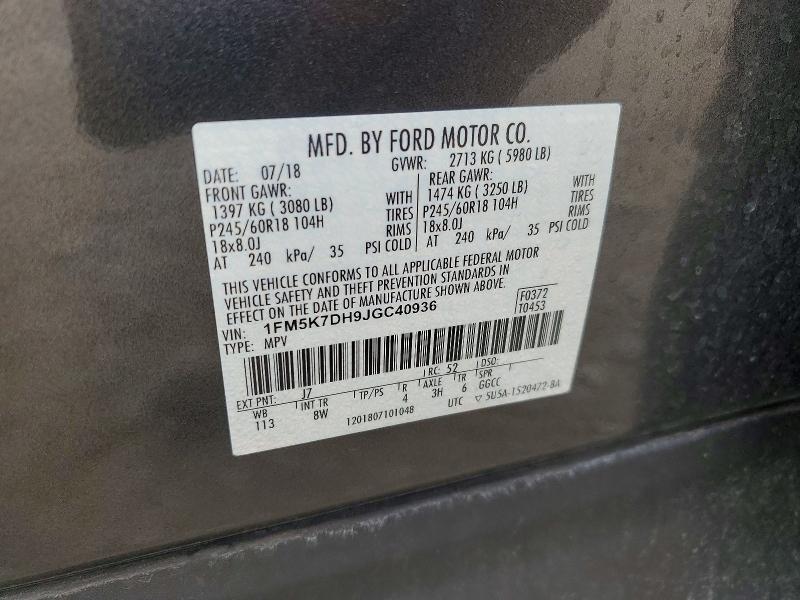 MFD. BY FORD MOTOR CO.
DATE: 07/18 GVWR: 2713 KG ( 5980 LB)
FRONT GAWR: REAR GAWR:
1397 KG ( 3080 LB) WITH 1474 KG ( 3250 LB) WITH
P245/60R18 104H TIRES P245/60R18 104H TIRES
18x8.0J RIMS 18x8.0J RIMS
AT 240 kPa/ 35 PSI COLD AT 240 kPa/ 35 PSI COLD
THIS VEHICLE CONFORMS TO ALL APPLICABLE FEDERAL MOTOR
VEHICLE SAFETY AND THEFT PREVENTION STANDARDS IN
EFFECT ON THE DATE OF MANUFACTURE SHOWN ABOVE.
VIN: 1FM5K7DH9JGC40936 F0372
TYPE: MPV T0453
EXT PNT: J7 RC: 52 DSO:
WB INT TR TP/PS R AXLE TR SPR
113 8W 4 3H 6 GGCC
1201807101048 UTC ▽ 5U5A-1520472-BA